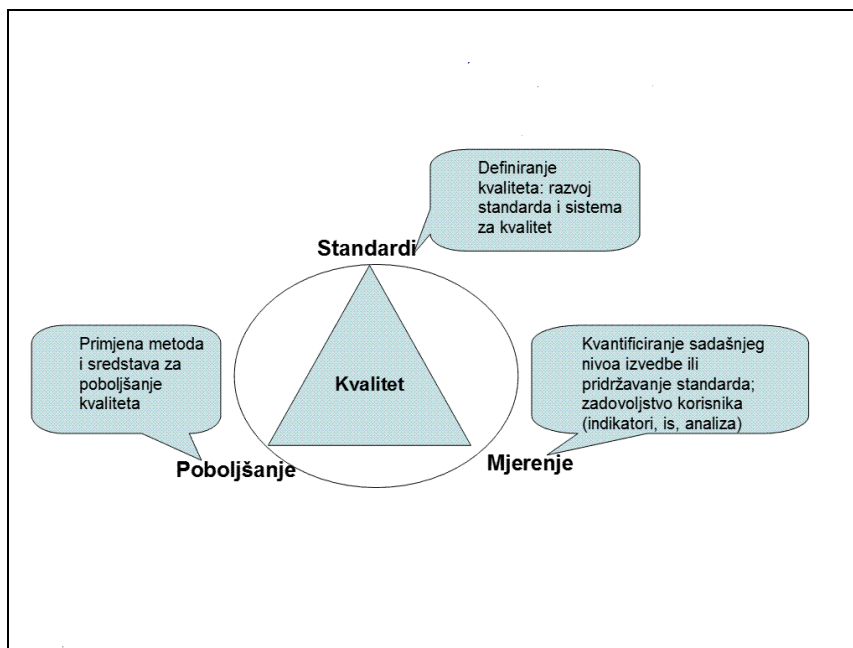 Definiranje
kvaliteta: razvoj
standarda i sistema
za kvalitet
Standardi
Primjena metoda
i sredstava za
poboljšanje
kvaliteta
Kvalitet
Kvantificiranje sadašnjeg
nivoa izvedbe ili
pridržavanje standarda;
zadovoljstvo korisnika
(indikatori, is, analiza)
Poboljšanje
Mjerenje